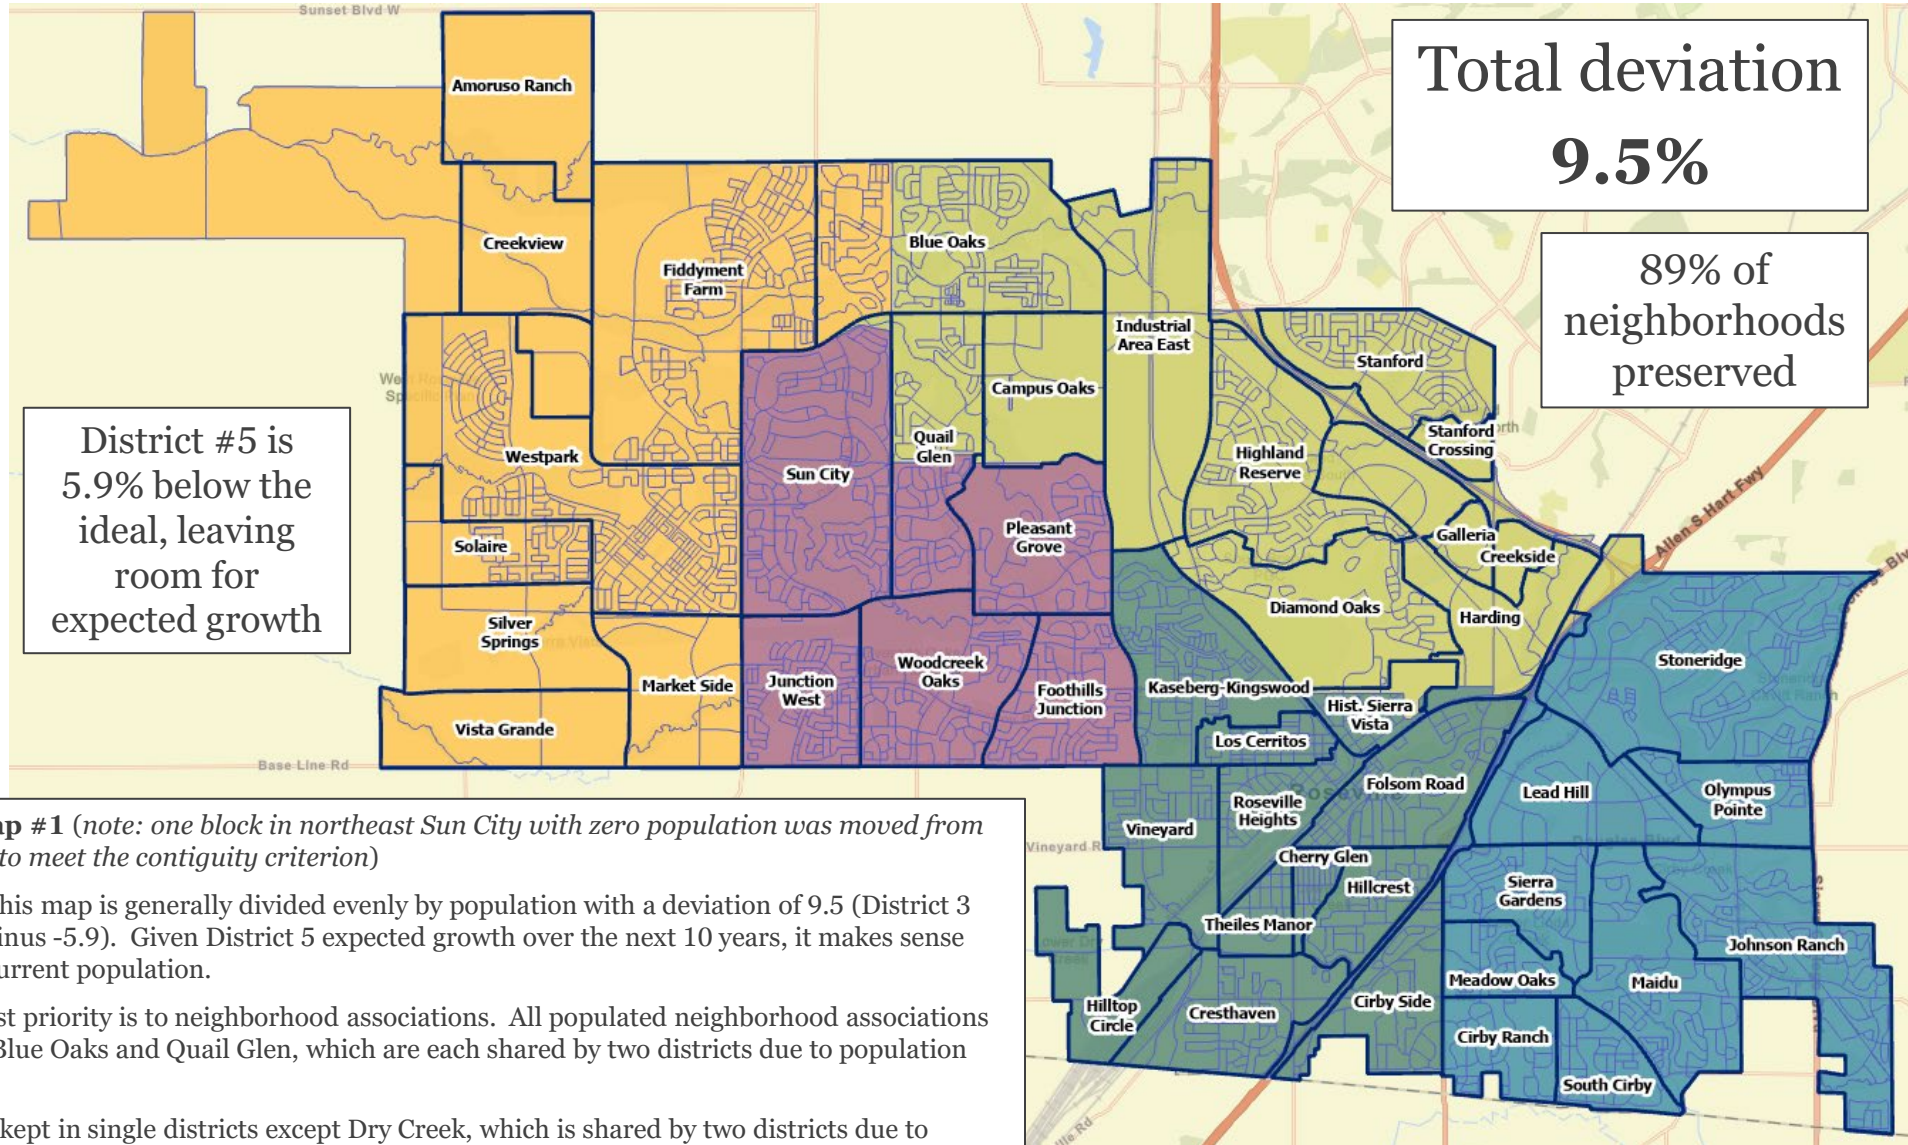 Sunset Blvd W
Total deviation
9.5%
89% of
neighborhoods
preserved
District #5 is
5.9% below the
ideal, leaving
room for
expected growth
Amoruso Ranch
Creekview
Fiddyment
Farm
Blue Oaks
Industrial
Area East
Stanford
Campus Oaks
Stanford
Crossing
Quail
Glen
Highland
Reserve
Westpark
Sun City
Pleasant
Grove
Galleria
Creekside
Allen S Hart Fwy
Solaire
Diamond Oaks
Harding
Silver
Springs
Stoneridge
Woodcreek
Oaks
Market Side
Junction
West
Foothills
Junction
Kaseberg-Kingswood
Hist. Sierra
Vista
Vista Grande
Los Cerritos
Base Line Rd
Folsom Road
Lead Hill
Olympus
Pointe
Roseville
Roseville
Heights
Vineyard
Douglas Blvd
Vineyard R
Cherry Glen
Hillcrest
Sierra
Gardens
Theiles Manor
Johnson Ranch
Meadow Oaks
Maidu
Hilltop
Circle
Cresthaven
Cirby Side
Cirby Ranch
South Cirby
ap #1 (note: one block in northeast Sun City with zero population was moved from
to meet the contiguity criterion)
his map is generally divided evenly by population with a deviation of 9.5 (District 3
inus -5.9). Given District 5 expected growth over the next 10 years, it makes sense
urrent population.
st priority is to neighborhood associations. All populated neighborhood associations
Blue Oaks and Quail Glen, which are each shared by two districts due to population
kept in single districts except Dry Creek, which is shared by two districts due to
ville Rd